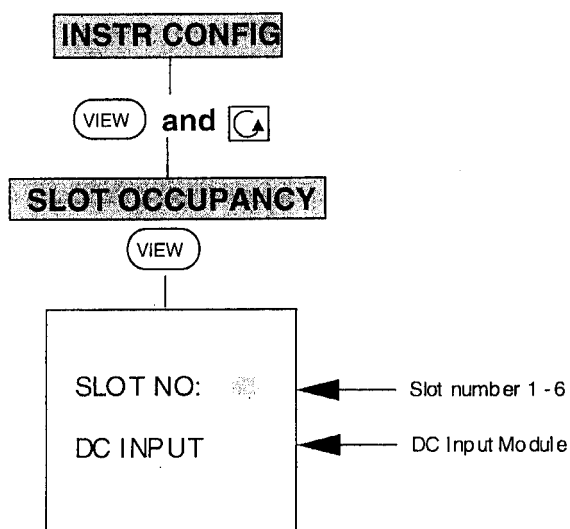 INSTR CONFIG
VIEW and
SLOT OCCUPANCY
VIEW
SLOT NO: Slot number 1 - 6
DC INPUT DC Input Module